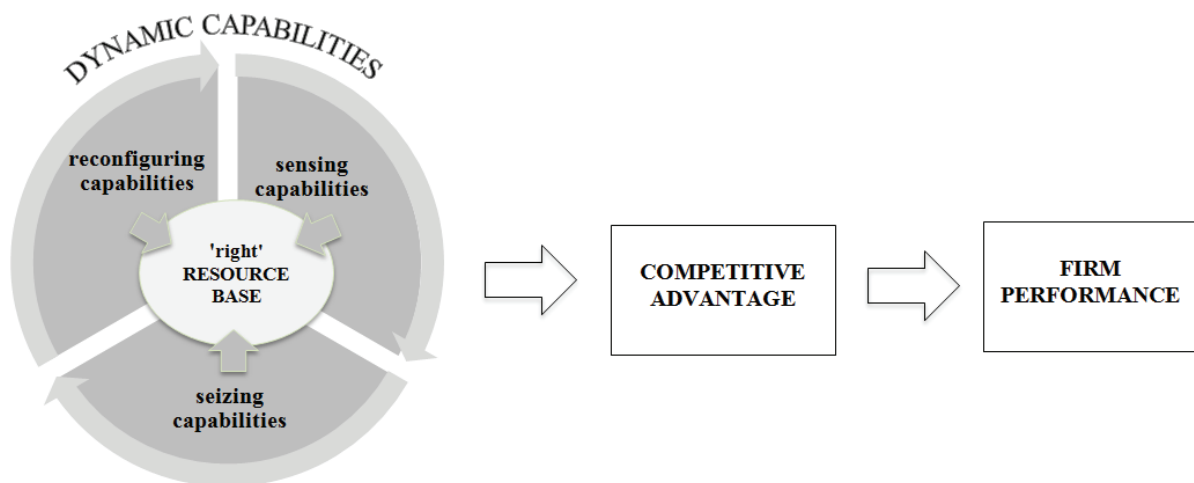 DYNAMIC CAPABILITIES
reconfiguring
capabilities
sensing
capabilities
'right'
RESOURCE
BASE
seizing
capabilities
COMPETITIVE
ADVANTAGE
FIRM
PERFORMANCE